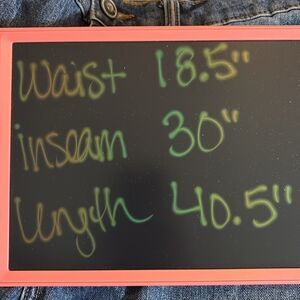 Waist 18.5"
inseam 30"
length 40.5"